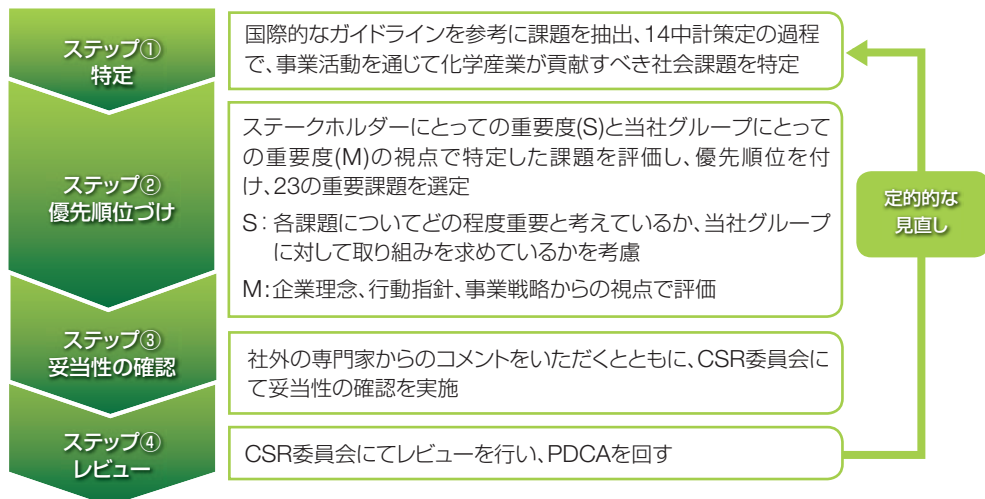 ステップ①
特定
国際的なガイドラインを参考に課題を抽出、14中計策定の過程
で、事業活動を通じて化学産業が貢献すべき社会課題を特定
ステップ②
優先順位づけ
ステークホルダーにとっての重要度(S)と当社グループにとって
の重要度(M)の視点で特定した課題を評価し、優先順位を付
け、23の重要課題を選定
S：各課題についてどの程度重要と考えているか、当社グループ
に対して取り組みを求めているかを考慮
M:企業理念、行動指針、事業戦略からの視点で評価
ステップ③
妥当性の確認
社外の専門家からのコメントをいただくとともに、CSR委員会に
て妥当性の確認を実施
ステップ④
レビュー
CSR委員会にてレビューを行い、PDCAを回す
定的的な
見直し